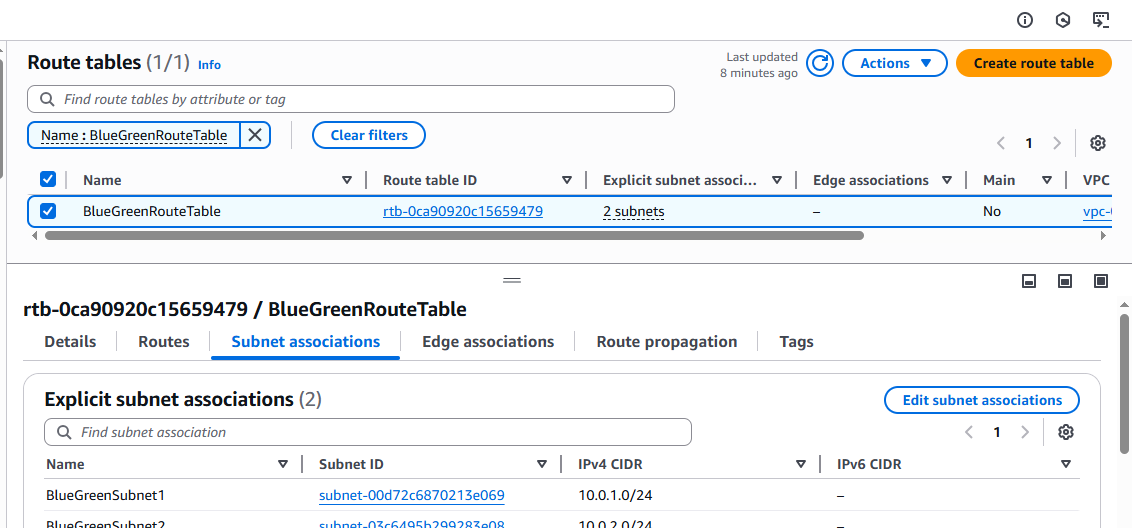 Route tables (1/1) Info
Last updated
8 minutes ago
Actions
Create route table
Find route tables by attribute or tag
Name : BlueGreenRouteTable
Clear filters
1
Name Route table ID Explicit subnet associ... Edge associations Main VPC
BlueGreenRouteTable rtb-0ca90920c15659479 2 subnets – No vpc-
rtb-0ca90920c15659479 / BlueGreenRouteTable
Details Routes Subnet associations Edge associations Route propagation Tags
Explicit subnet associations (2)
Edit subnet associations
Find subnet association
1
Name Subnet ID IPv4 CIDR IPv6 CIDR
BlueGreenSubnet1 subnet-00d72c6870213e069 10.0.1.0/24 –
BlueGreenSubnet2 subnet-03c6495b299283e08 10.0.2.0/24 –